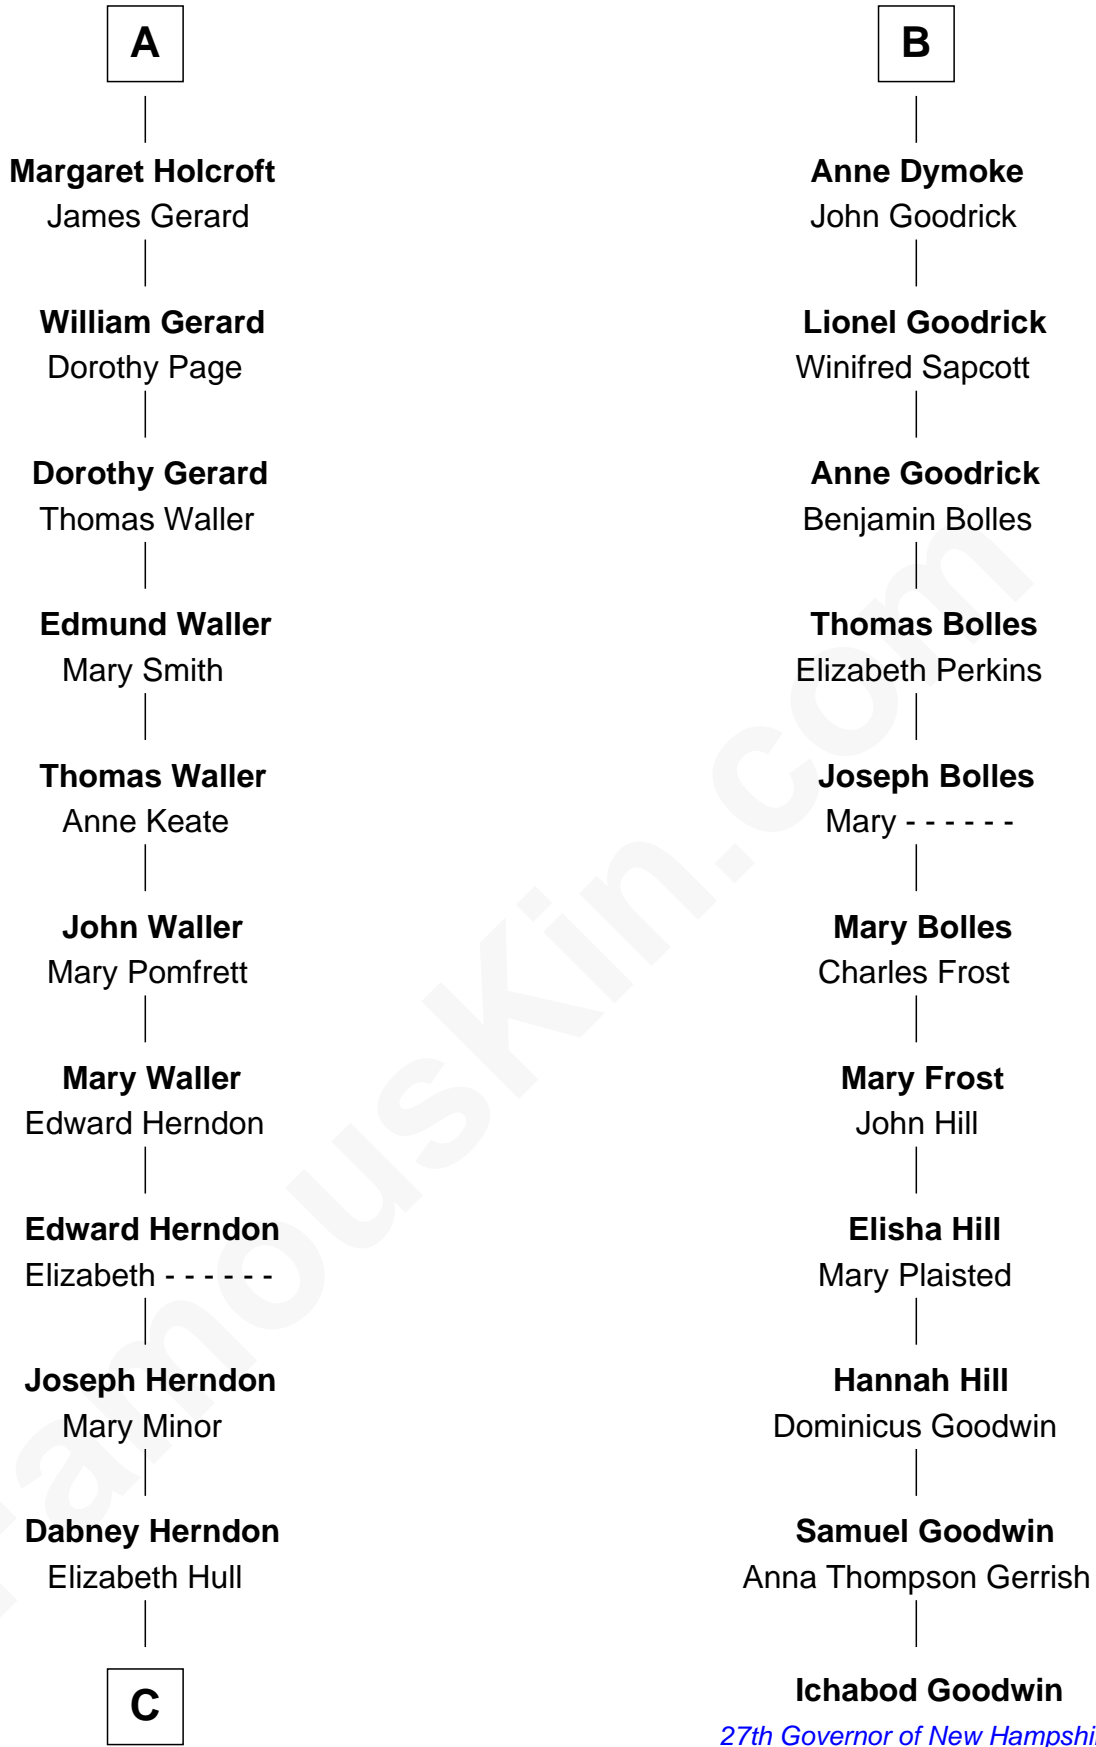 A
Margaret Holcroft
James Gerard
William Gerard
Dorothy Page
Dorothy Gerard
Thomas Waller
Edmund Waller
Mary Smith
Thomas Waller
Anne Keate
John Waller
Mary Pomfrett
Mary Waller
Edward Herndon
Edward Herndon
Elizabeth - - - - - -
Joseph Herndon
Mary Minor
Dabney Herndon
Elizabeth Hull
C
B
Anne Dymoke
John Goodrick
Lionel Goodrick
Winifred Sapcott
Anne Goodrick
Benjamin Bolles
Thomas Bolles
Elizabeth Perkins
Joseph Bolles
Mary - - - - - -
Mary Bolles
Charles Frost
Mary Frost
John Hill
Elisha Hill
Mary Plaisted
Hannah Hill
Dominicus Goodwin
Samuel Goodwin
Anna Thompson Gerrish
Ichabod Goodwin
27th Governor of New Hampshi
FamousKin.com